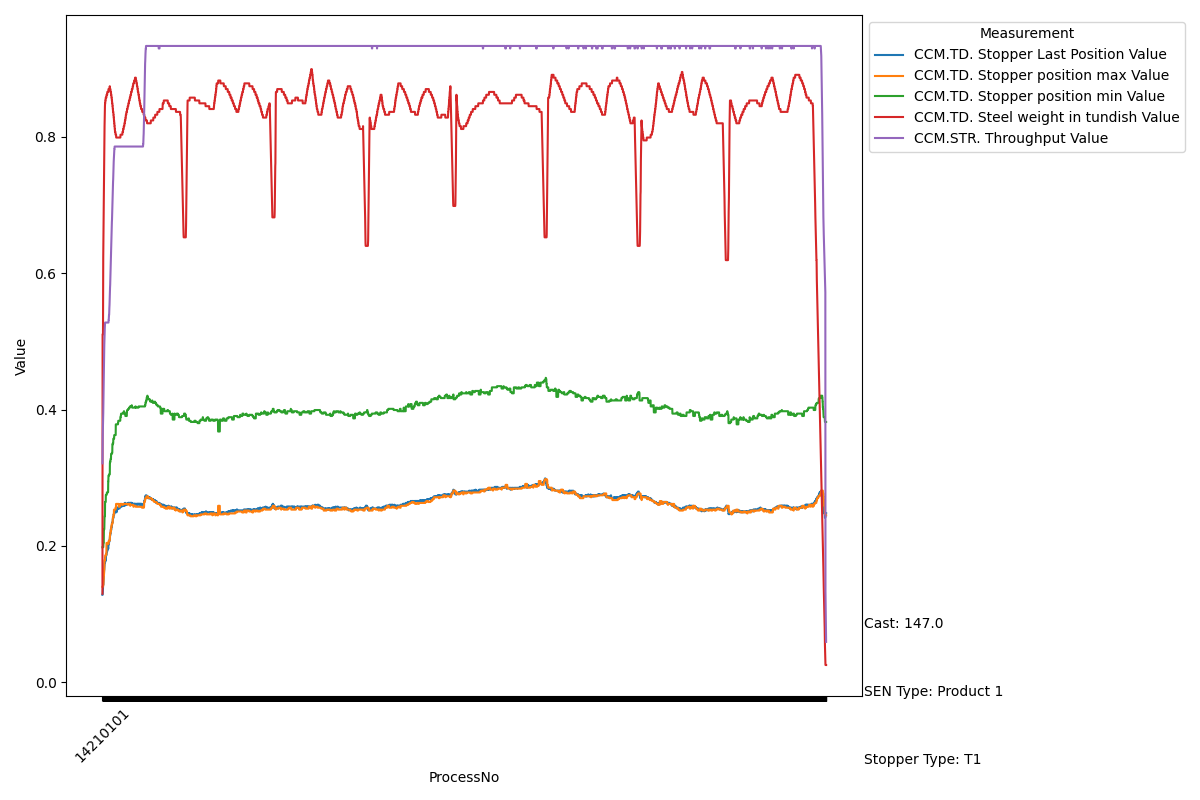 Measurement
CCM.TD. Stopper Last Position Value
CCM.TD. Stopper position max Value
CCM.TD. Stopper position min Value
CCM.TD. Steel weight in tundish Value
CCM.STR. Throughput Value
0.8
0.6
0.4
0.2
0.0
Value
14210101
ProcessNo
Cast: 147.0
SEN Type: Product 1
Stopper Type: T1